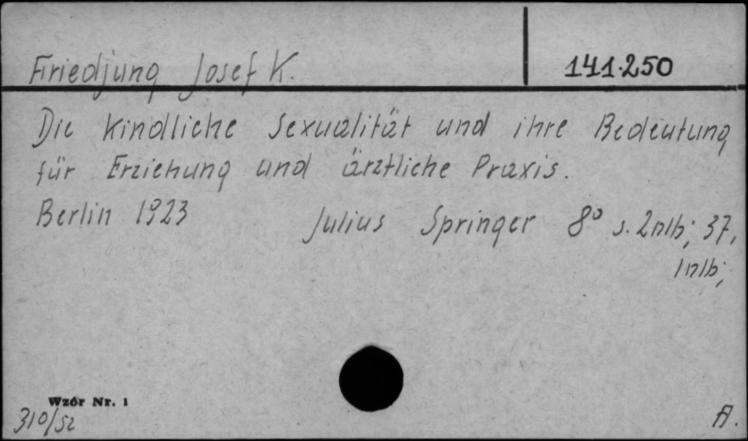 Friedjung Josef K.
141.250
Die kindliche Sexualität und ihre Bedeutung
für Erziehung und ärztliche Praxis.
Berlin 1923 Julius Springer 8° s. 2nlb; 37,
1nlb;
Wzór Nr. 1
310/52
A.